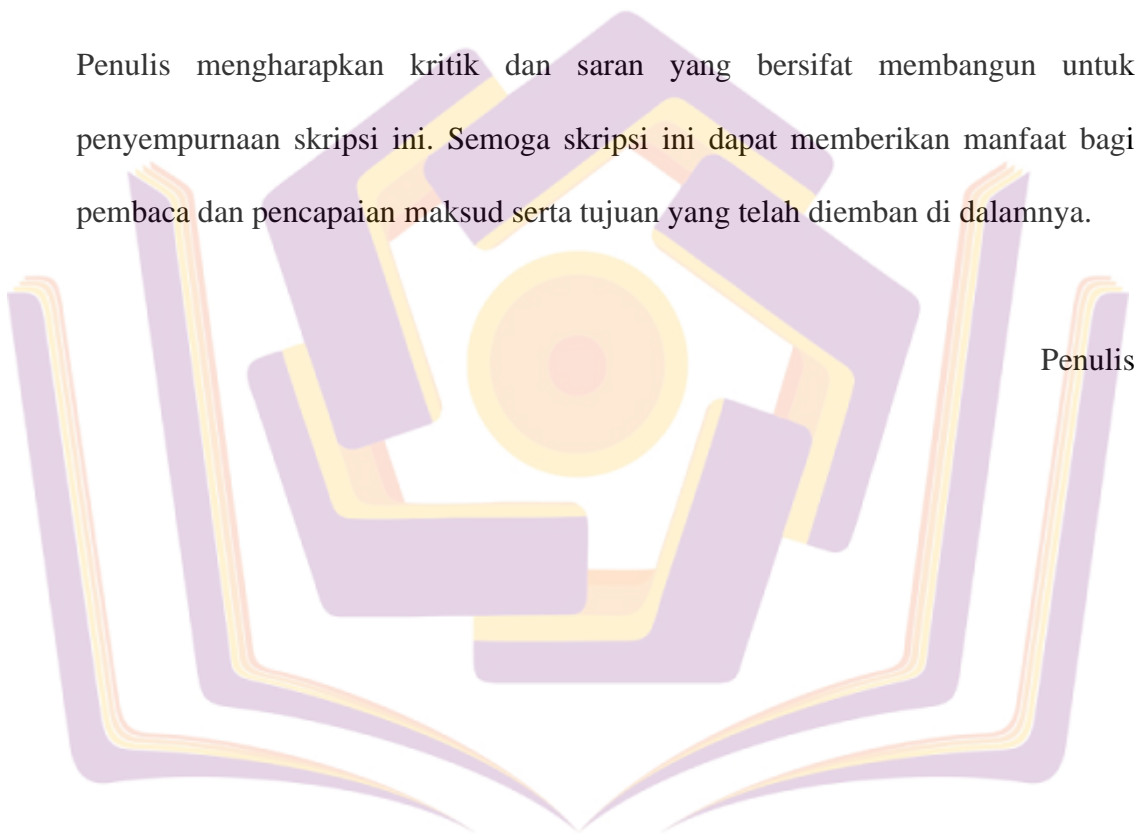 Penulis mengharapkan kritik dan saran yang bersifat membangun untuk
penyempurnaan skripsi ini. Semoga skripsi ini dapat memberikan manfaat bagi
pembaca dan pencapaian maksud serta tujuan yang telah diemban di dalamnya.
Penulis